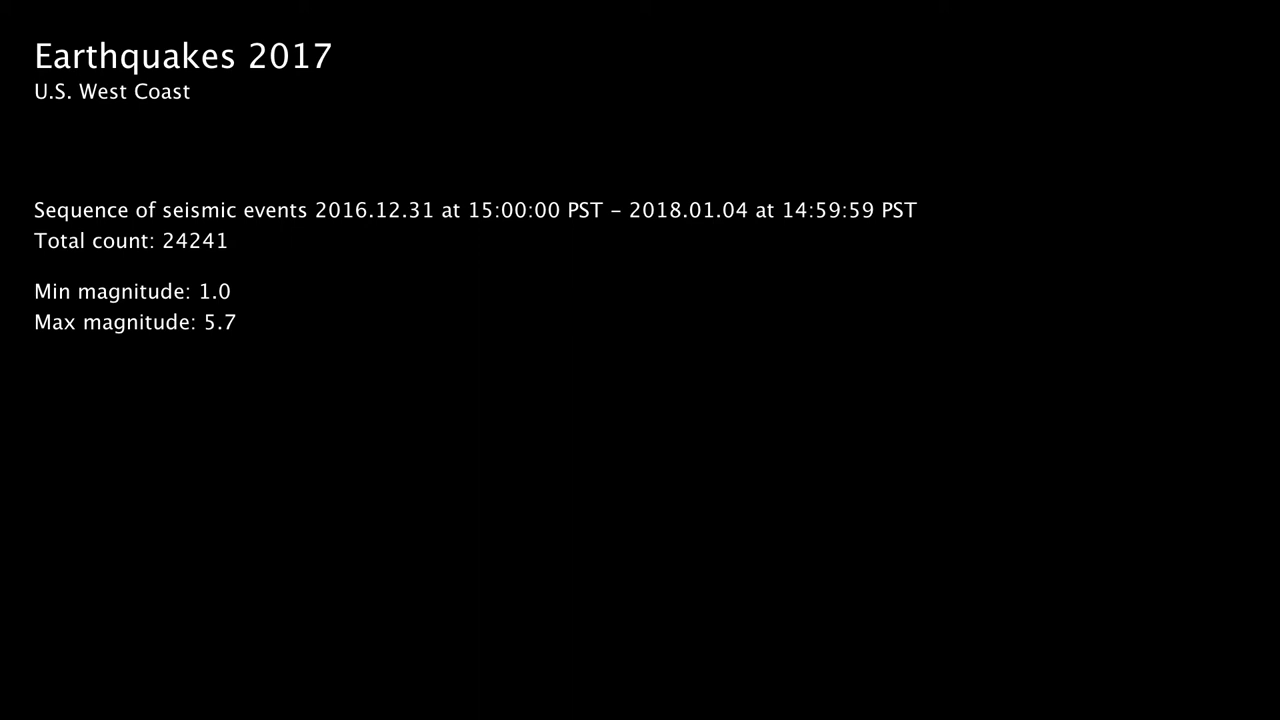 Earthquakes 2017
U.S. West Coast
Sequence of seismic events 2016.12.31 at 15:00:00 PST – 2018.01.04 at 14:59:59 PST
Total count: 24241
Min magnitude: 1.0
Max magnitude: 5.7